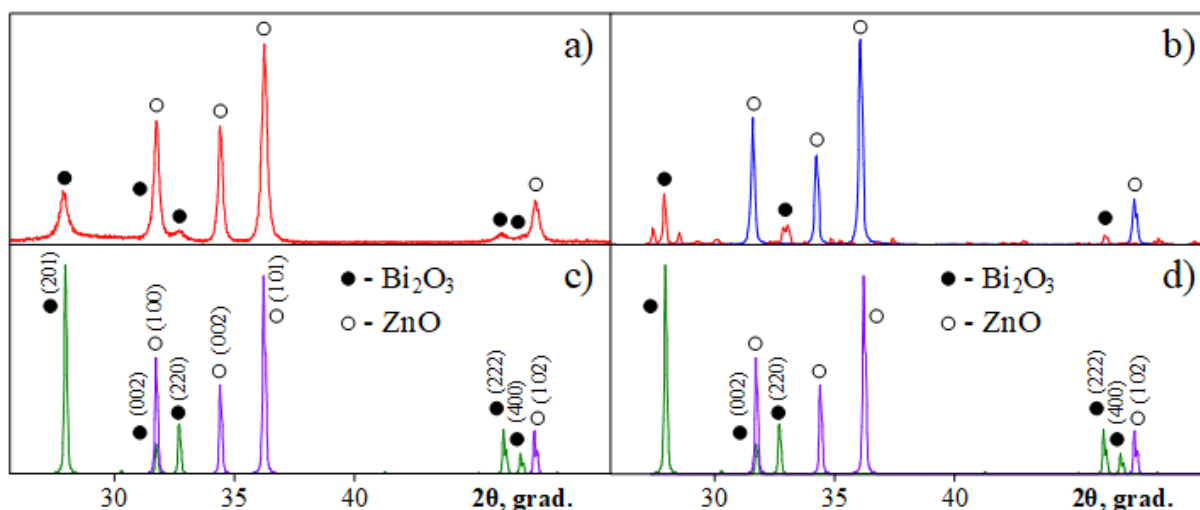 a)
b)
c)
● - Bi₂O₃
○ - ZnO
(201)
(002)
(100)
(220)
(002)
(101)
(222)
(400)
(102)
30 35 40 2θ, grad.
d)
● - Bi₂O₃
○ - ZnO
(002)
(220)
(222)
(400)
(102)
30 35 40 2θ, grad.